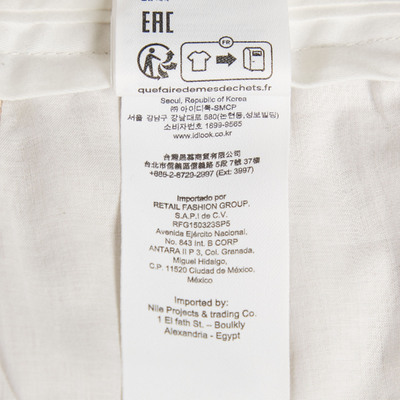 EAC
FR
quefairedemesdechets.fr
Seoul, Republic of Korea
㈜ 아이디룩-SMCP
서울 강남구 강남대로 580(논현동,성보빌딩)
소비자번호 1899-9565
www.idlook.co.kr
台灣思慕商貿有限公司
台北市信義區信義路5段7號37樓
+886-2-8729-2997 (Ext: 3997)
Importado por
RETAIL FASHION GROUP.
S.A.P.I de C.V.
RFG150323SP5
Avenida Ejército Nacional,
No. 843 int. B CORP
ANTARA II P 3, Col. Granada,
Miguel Hidalgo,
C.P. 11520 Ciudad de México,
México
Imported by:
Nile Projects & trading Co.
1 El fath St. – Boulkly
Alexandria - Egypt